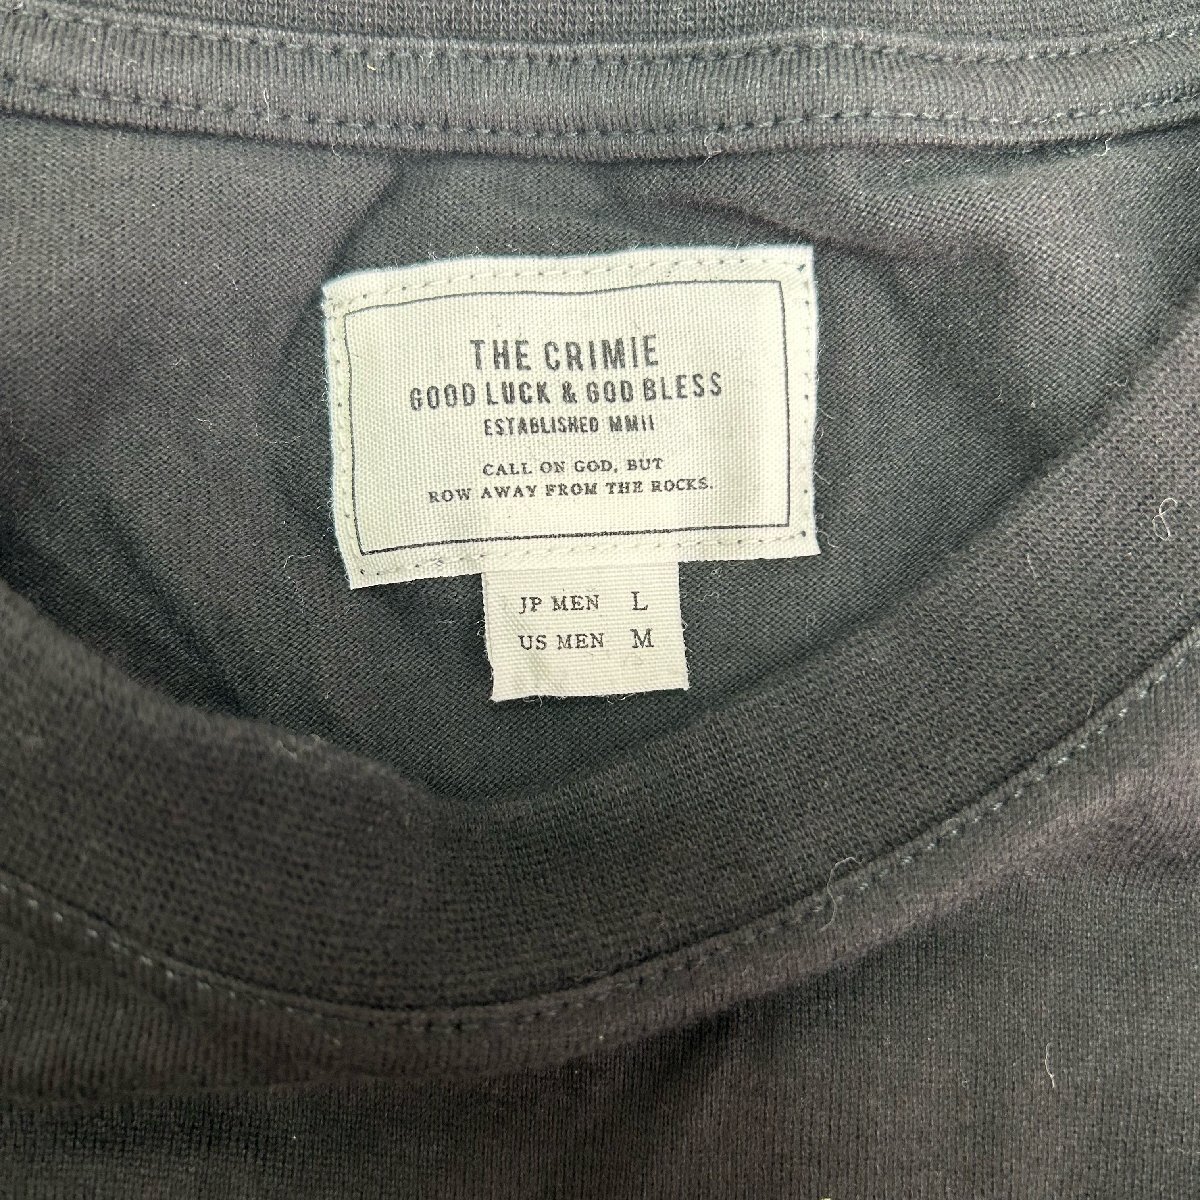 THE CRIMIE
GOOD LUCK & GOD BLESS
ESTABLISHED MMII
CALL ON GOD, BUT
ROW AWAY FROM THE ROCKS.
JP MEN L
US MEN M